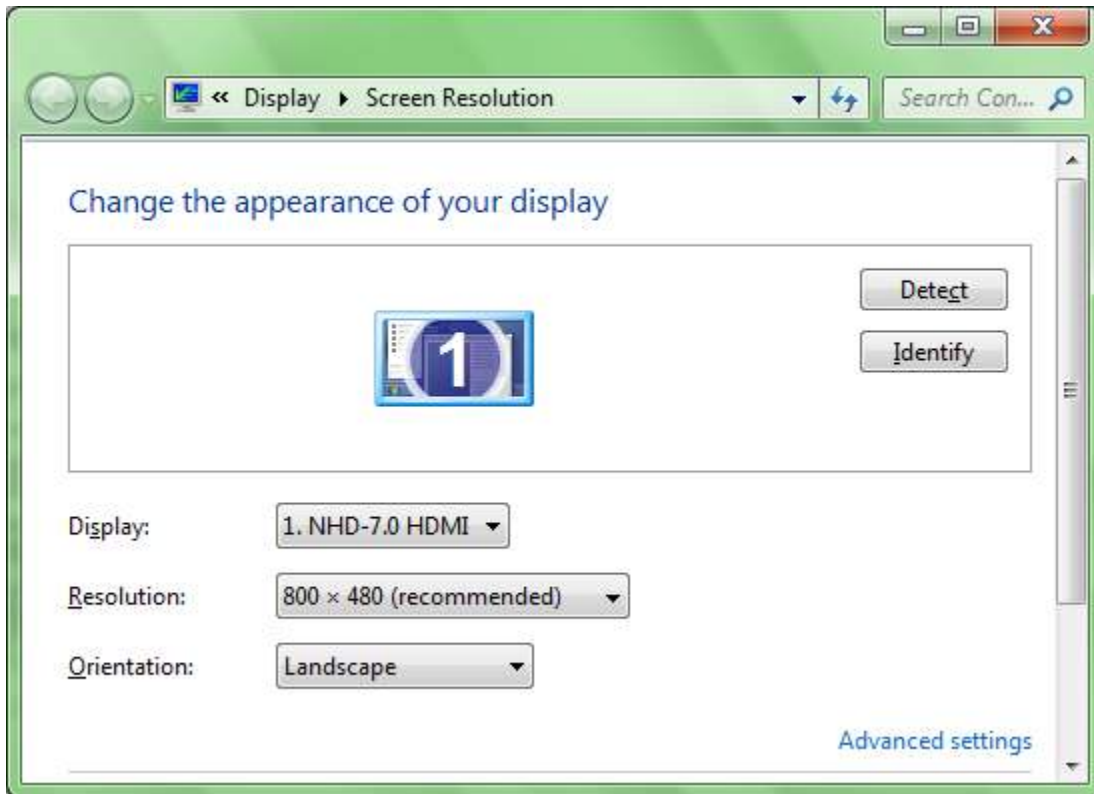 « Display ▸ Screen Resolution
Search Con...
Change the appearance of your display
1
Detect
Identify
Display: 1. NHD-7.0 HDMI
Resolution: 800 × 480 (recommended)
Orientation: Landscape
Advanced settings